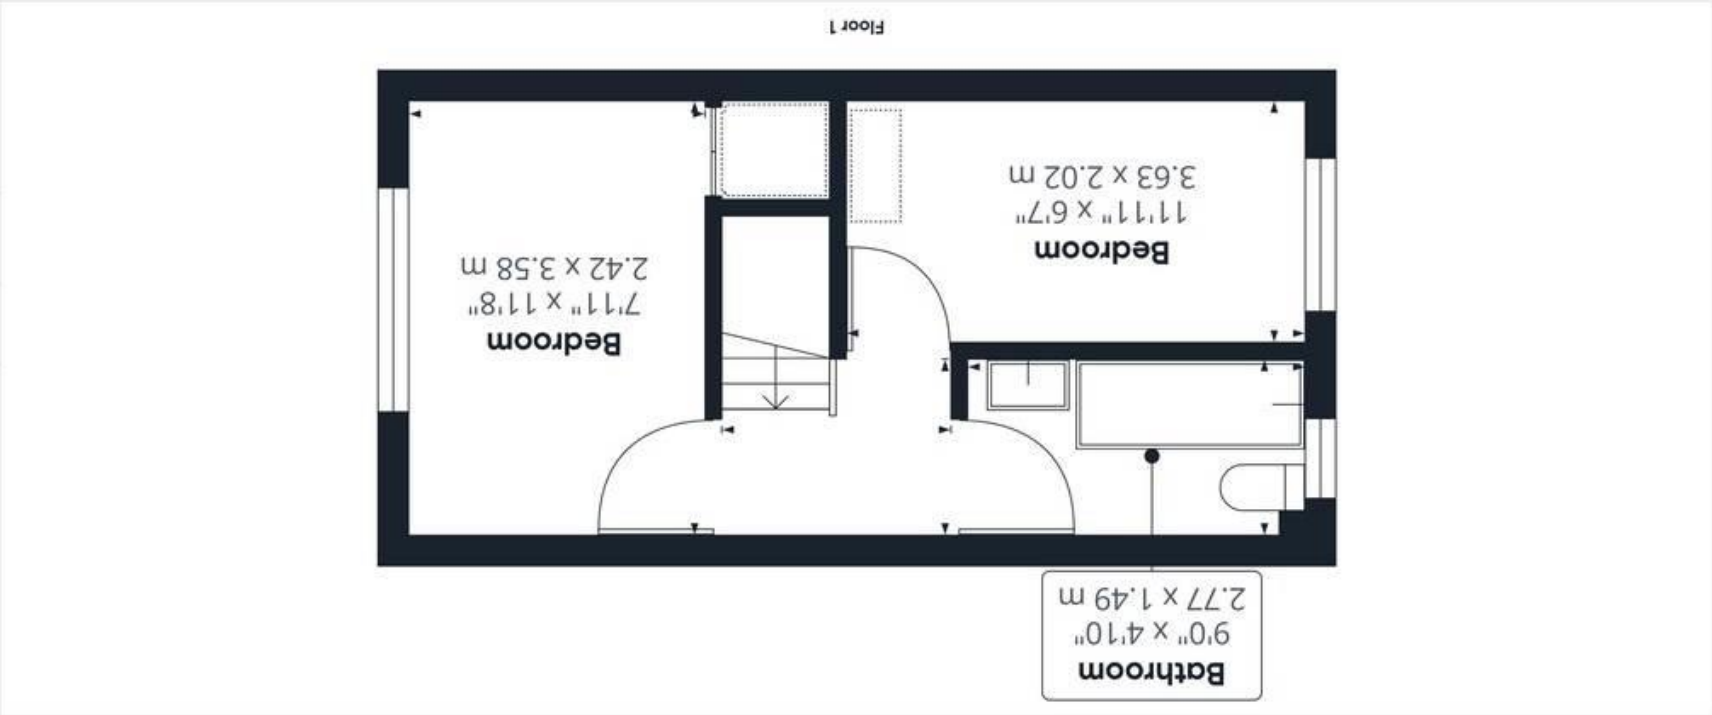 Bathroom
9'0" x 4'10"
2.77 x 1.49 m
Bedroom
7'11" x 11'8"
2.42 x 3.58 m
Bedroom
11'11" x 6'7"
3.63 x 2.02 m
Floor 1